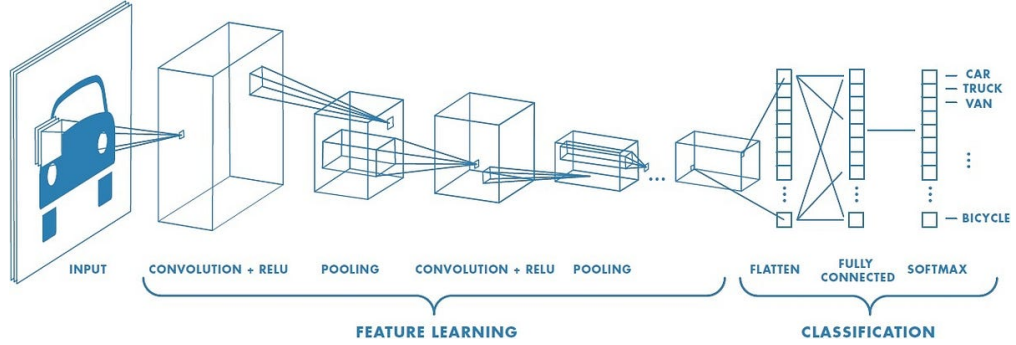 CAR
TRUCK
VAN
BICYCLE
INPUT
CONVOLUTION + RELU
POOLING
CONVOLUTION + RELU
POOLING
FLATTEN
FULLY
CONNECTED
SOFTMAX
FEATURE LEARNING
CLASSIFICATION